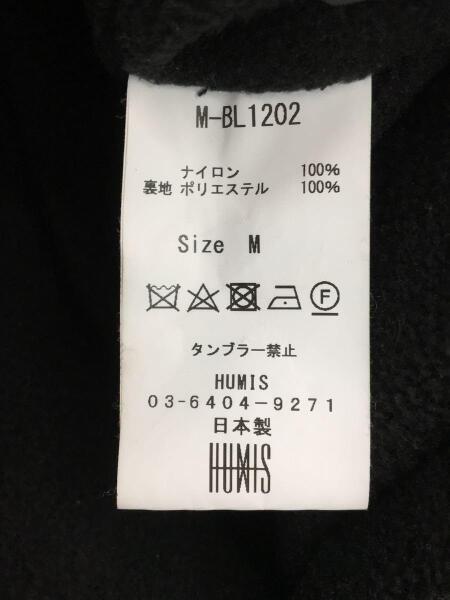 M-BL1202
ナイロン 100%
裏地 ポリエステル 100%
Size M
F
タンブラー禁止
HUMIS
03-6404-9271
日本製
HUMIS